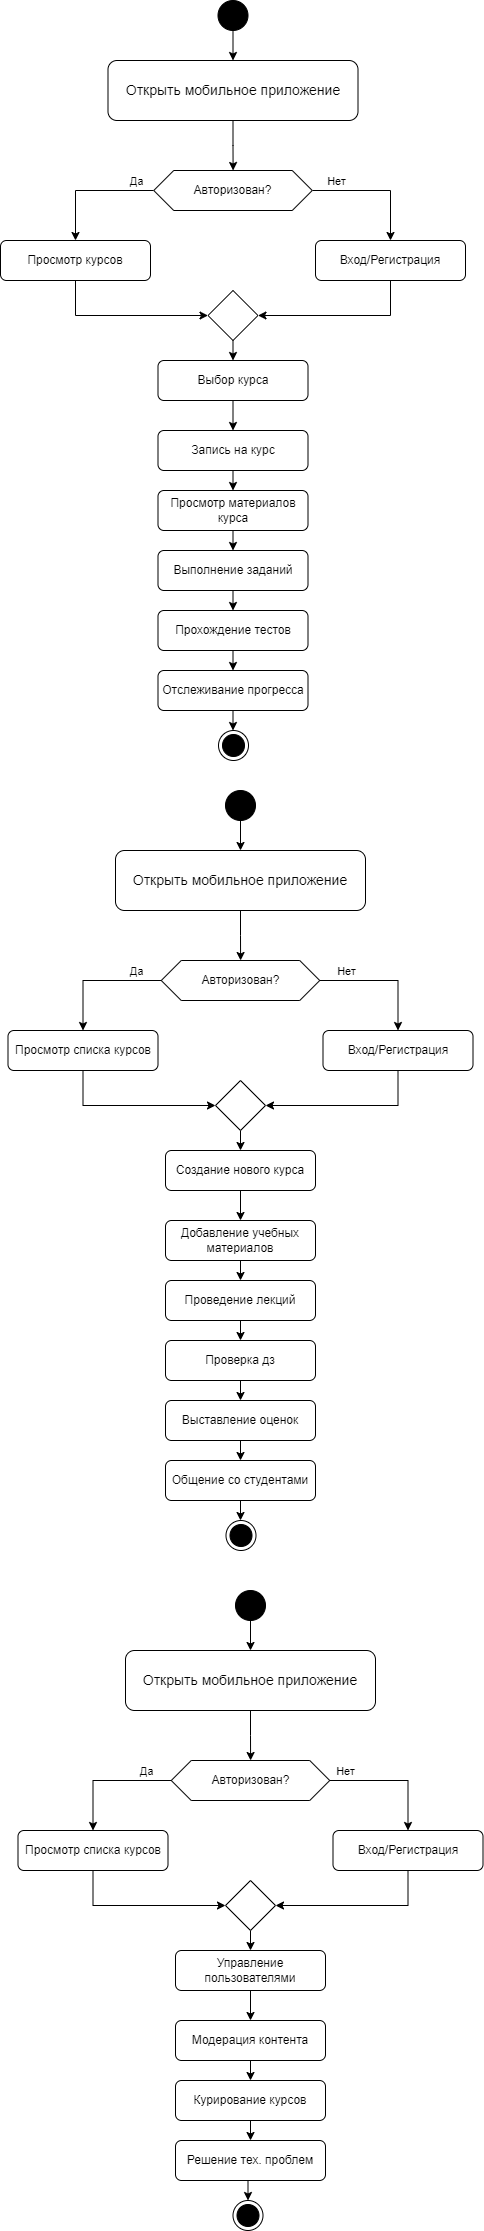 Открыть мобильное приложение
Да
Авторизован?
Нет
Просмотр курсов
Вход/Регистрация
Выбор курса
Запись на курс
Просмотр материалов
курса
Выполнение заданий
Прохождение тестов
Отслеживание прогресса
Открыть мобильное приложение
Да
Авторизован?
Нет
Просмотр списка курсов
Вход/Регистрация
Создание нового курса
Добавление учебных
материалов
Проведение лекций
Проверка дз
Выставление оценок
Общение со студентами
Открыть мобильное приложение
Да
Авторизован?
Нет
Просмотр списка курсов
Вход/Регистрация
Управление
пользователями
Модерация контента
Курирование курсов
Решение тех. проблем